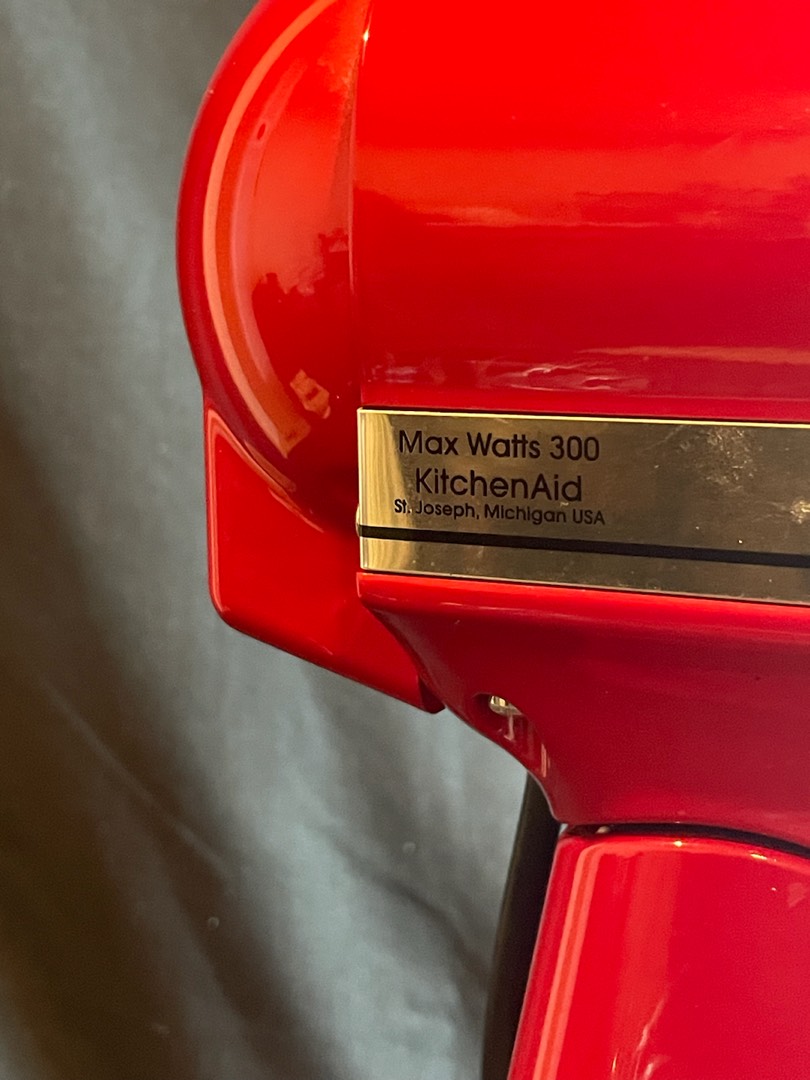 Max Watts 300
KitchenAid
St. Joseph, Michigan USA